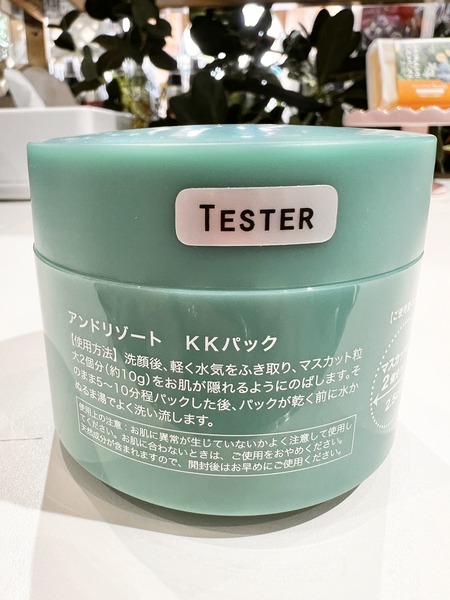 TESTER
アンドリゾート KKパック
【使用方法】洗顔後、軽く水気をふき取り、マスカット粒
大2個分(約10g)をお肌が隠れるようにのばします。そ
のまま5〜10分程パックした後、パックが乾く前に水か
ぬるま湯でよく洗い流します。
使用上の注意:お肌に異常が生じていないかよく注意して使用し
てください。お肌に合わないときは、ご使用をおやめください。
天然成分が含まれますので、開封後はお早めにご使用ください。
マスカッ